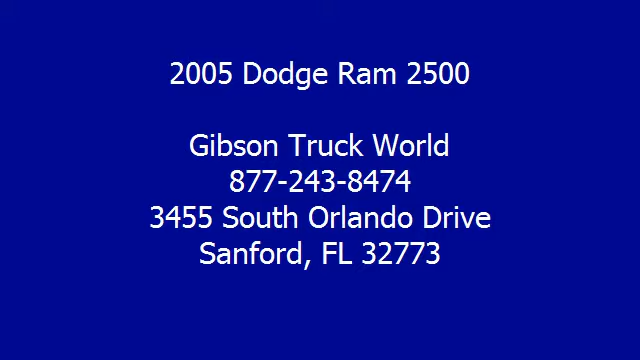 2005 Dodge Ram 2500
Gibson Truck World
877-243-8474
3455 South Orlando Drive
Sanford, FL 32773